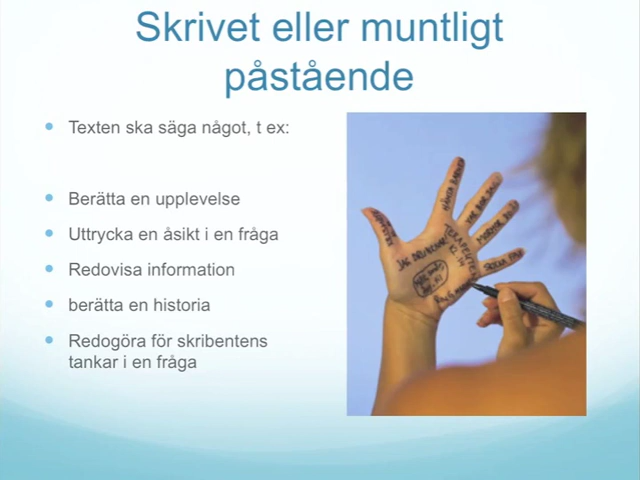 Skrivet eller muntligt
påstående
Texten ska säga något, t ex:
Berätta en upplevelse
Uttrycka en åsikt i en fråga
Redovisa information
berätta en historia
Redogöra för skribentens
tankar i en fråga
TERAPEUTEN